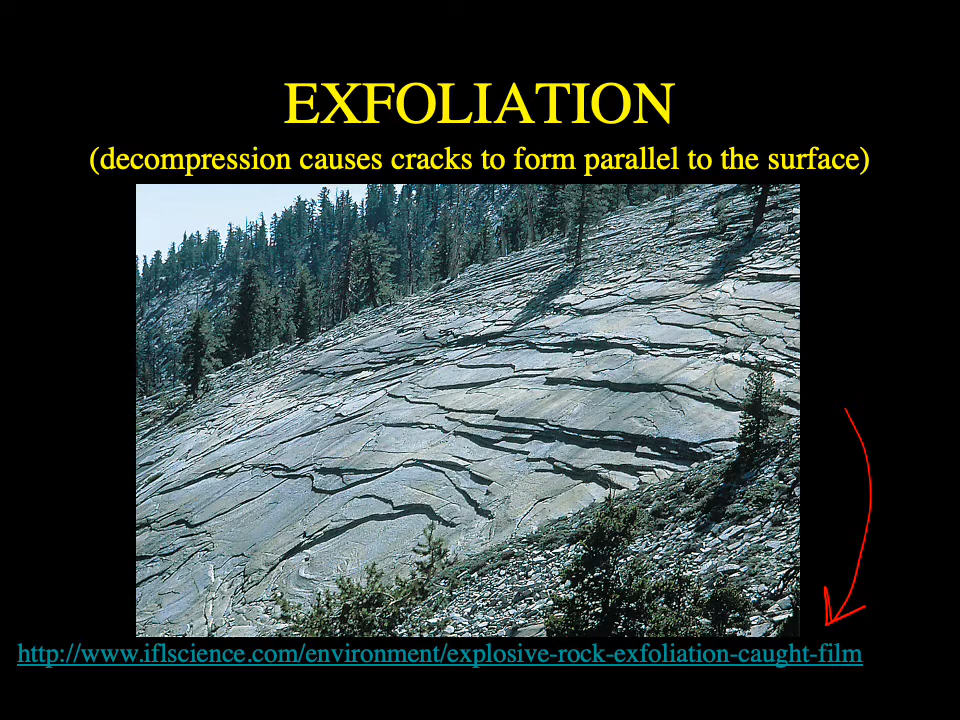 EXFOLIATION
(decompression causes cracks to form parallel to the surface)
http://www.iflscience.com/environment/explosive-rock-exfoliation-caught-film